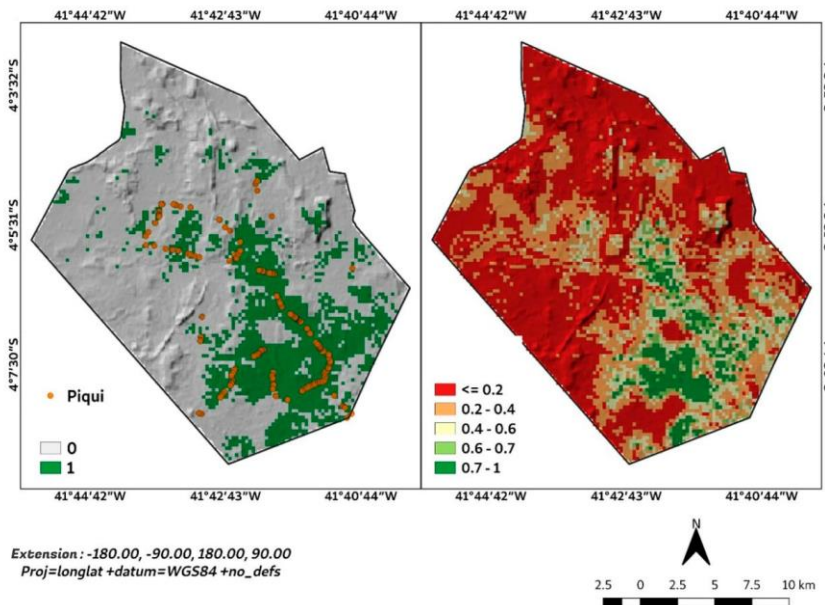 41°44'42"W 41°42'43"W 41°40'44"W 41°44'42"W 41°42'43"W 41°40'44"W
4°3'32"S
4°5'31"S
4°7'30"S
Piqui
0
1
<= 0.2
0.2 - 0.4
0.4 - 0.6
0.6 - 0.7
0.7 - 1
41°44'42"W 41°42'43"W 41°40'44"W 41°44'42"W 41°42'43"W 41°40'44"W
Extension : -180.00, -90.00, 180.00, 90.00
Proj=longlat +datum=WGS84 +no_defs
N
2.5 0 2.5 5 7.5 10 km